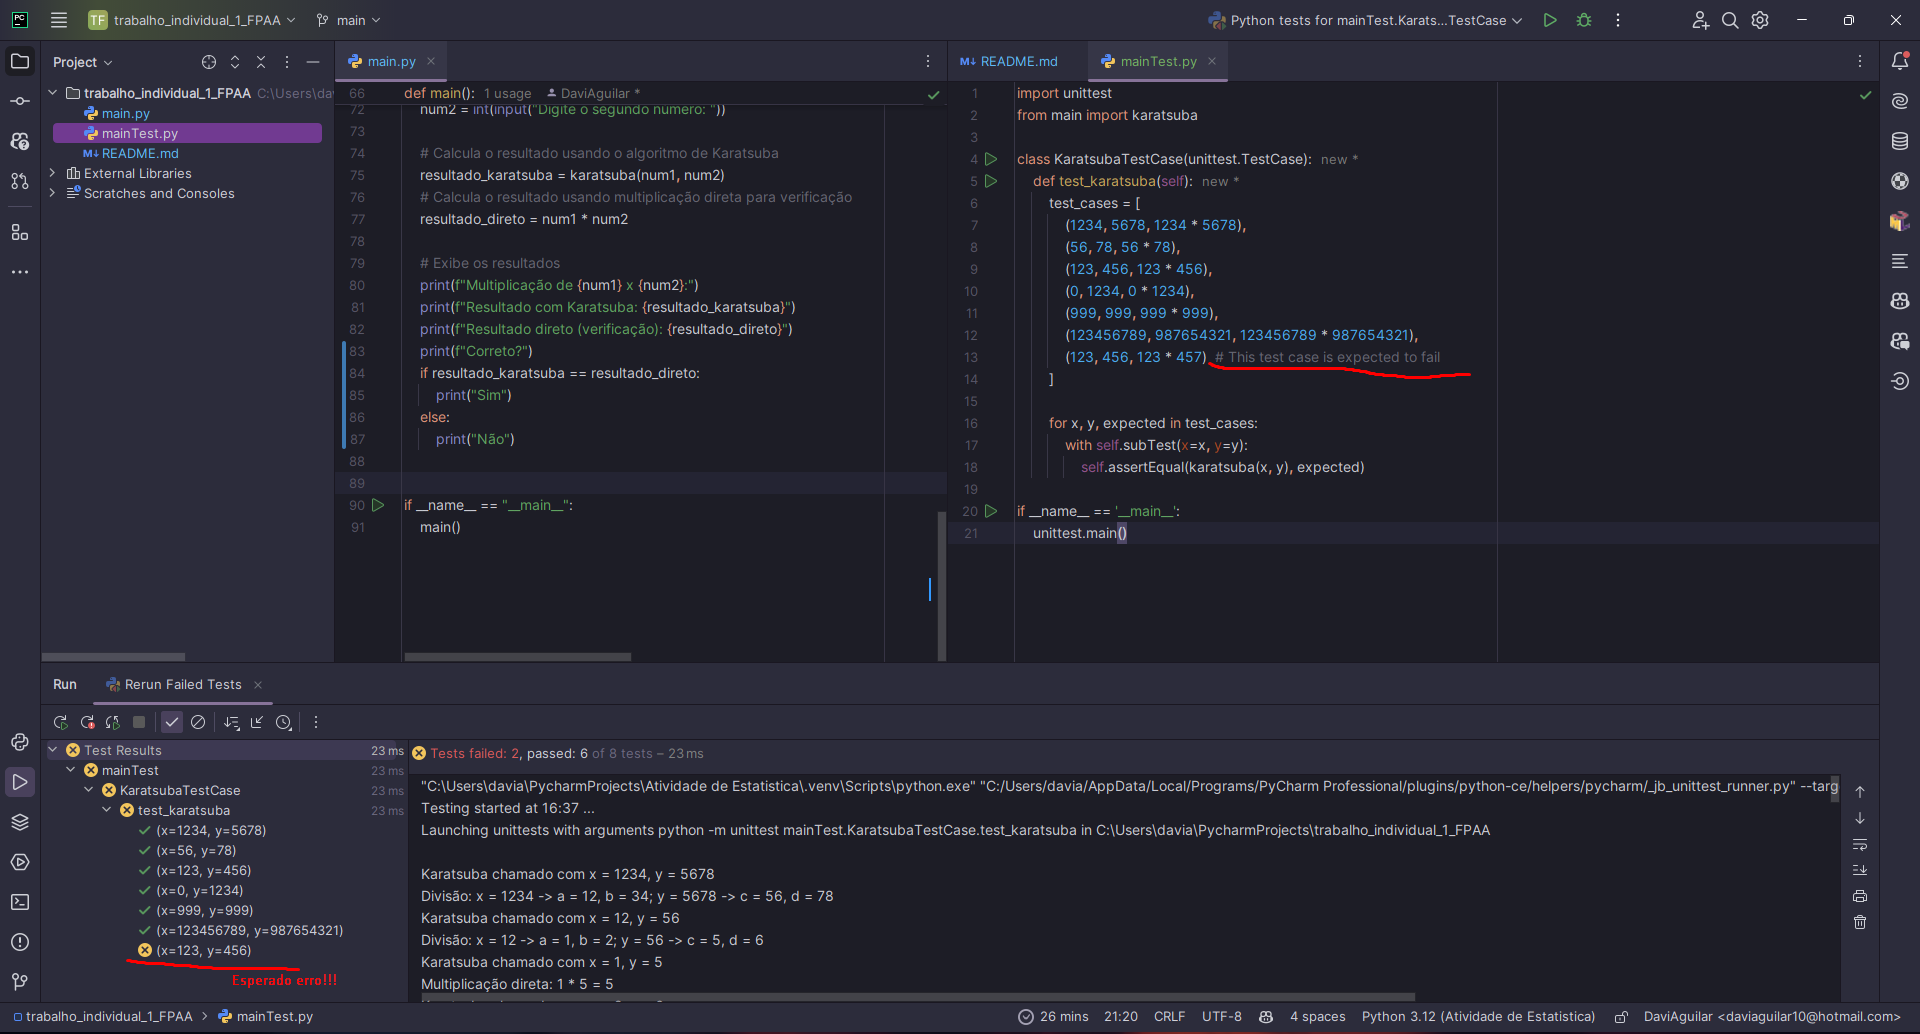 PC
TF trabalho_individual_1_FPAA
main
Python tests for mainTest.Karats...TestCase
Project
trabalho_individual_1_FPAA C:\Users\da
main.py
mainTest.py
README.md
External Libraries
Scratches and Consoles
main.py
66 def main(): 1 usage DaviAguilar *
72 num2 = int(input("Digite o segundo número: "))
73
74 # Calcula o resultado usando o algoritmo de Karatsuba
75 resultado_karatsuba = karatsuba(num1, num2)
76 # Calcula o resultado usando multiplicação direta para verificação
77 resultado_direto = num1 * num2
78
79 # Exibe os resultados
80 print(f"Multiplicação de {num1} x {num2}:")
81 print(f"Resultado com Karatsuba: {resultado_karatsuba}")
82 print(f"Resultado direto (verificação): {resultado_direto}")
83 print(f"Correto?")
84 if resultado_karatsuba == resultado_direto:
85 print("Sim")
86 else:
87 print("Não")
88
89
90 if __name__ == "__main__":
91 main()
M↓ README.md
mainTest.py
1 import unittest
2 from main import karatsuba
3
4 class KaratsubaTestCase(unittest.TestCase): new *
5 def test_karatsuba(self): new *
6 test_cases = [
7 (1234, 5678, 1234 * 5678),
8 (56, 78, 56 * 78),
9 (123, 456, 123 * 456),
10 (0, 1234, 0 * 1234),
11 (999, 999, 999 * 999),
12 (123456789, 987654321, 123456789 * 987654321),
13 (123, 456, 123 * 457) # This test case is expected to fail
14 ]
15
16 for x, y, expected in test_cases:
17 with self.subTest(x=x, y=y):
18 self.assertEqual(karatsuba(x, y), expected)
19
20 if __name__ == '__main__':
21 unittest.main()
Run
Rerun Failed Tests
Test Results 23 ms
mainTest 23 ms
KaratsubaTestCase 23 ms
test_karatsuba 23 ms
(x=1234, y=5678)
(x=56, y=78)
(x=123, y=456)
(x=0, y=1234)
(x=999, y=999)
(x=123456789, y=987654321)
(x=123, y=456)
Esperado erro!!!
Tests failed: 2, passed: 6 of 8 tests – 23 ms
"C:\Users\davia\PycharmProjects\Atividade de Estatistica\.venv\Scripts\python.exe" "C:/Users/davia/AppData/Local/Programs/PyCharm Professional/plugins/python-ce/helpers/pycharm/_jb_unittest_runner.py" --targ
Testing started at 16:37 ...
Launching unittests with arguments python -m unittest mainTest.KaratsubaTestCase.test_karatsuba in C:\Users\davia\PycharmProjects\trabalho_individual_1_FPAA
Karatsuba chamado com x = 1234, y = 5678
Divisão: x = 1234 -> a = 12, b = 34; y = 5678 -> c = 56, d = 78
Karatsuba chamado com x = 12, y = 56
Divisão: x = 12 -> a = 1, b = 2; y = 56 -> c = 5, d = 6
Karatsuba chamado com x = 1, y = 5
Multiplicação direta: 1 * 5 = 5
trabalho_individual_1_FPAA > mainTest.py
26 mins 21:20 CRLF UTF-8 4 spaces Python 3.12 (Atividade de Estatistica) DaviAguilar <daviaguilar10@hotmail.com>